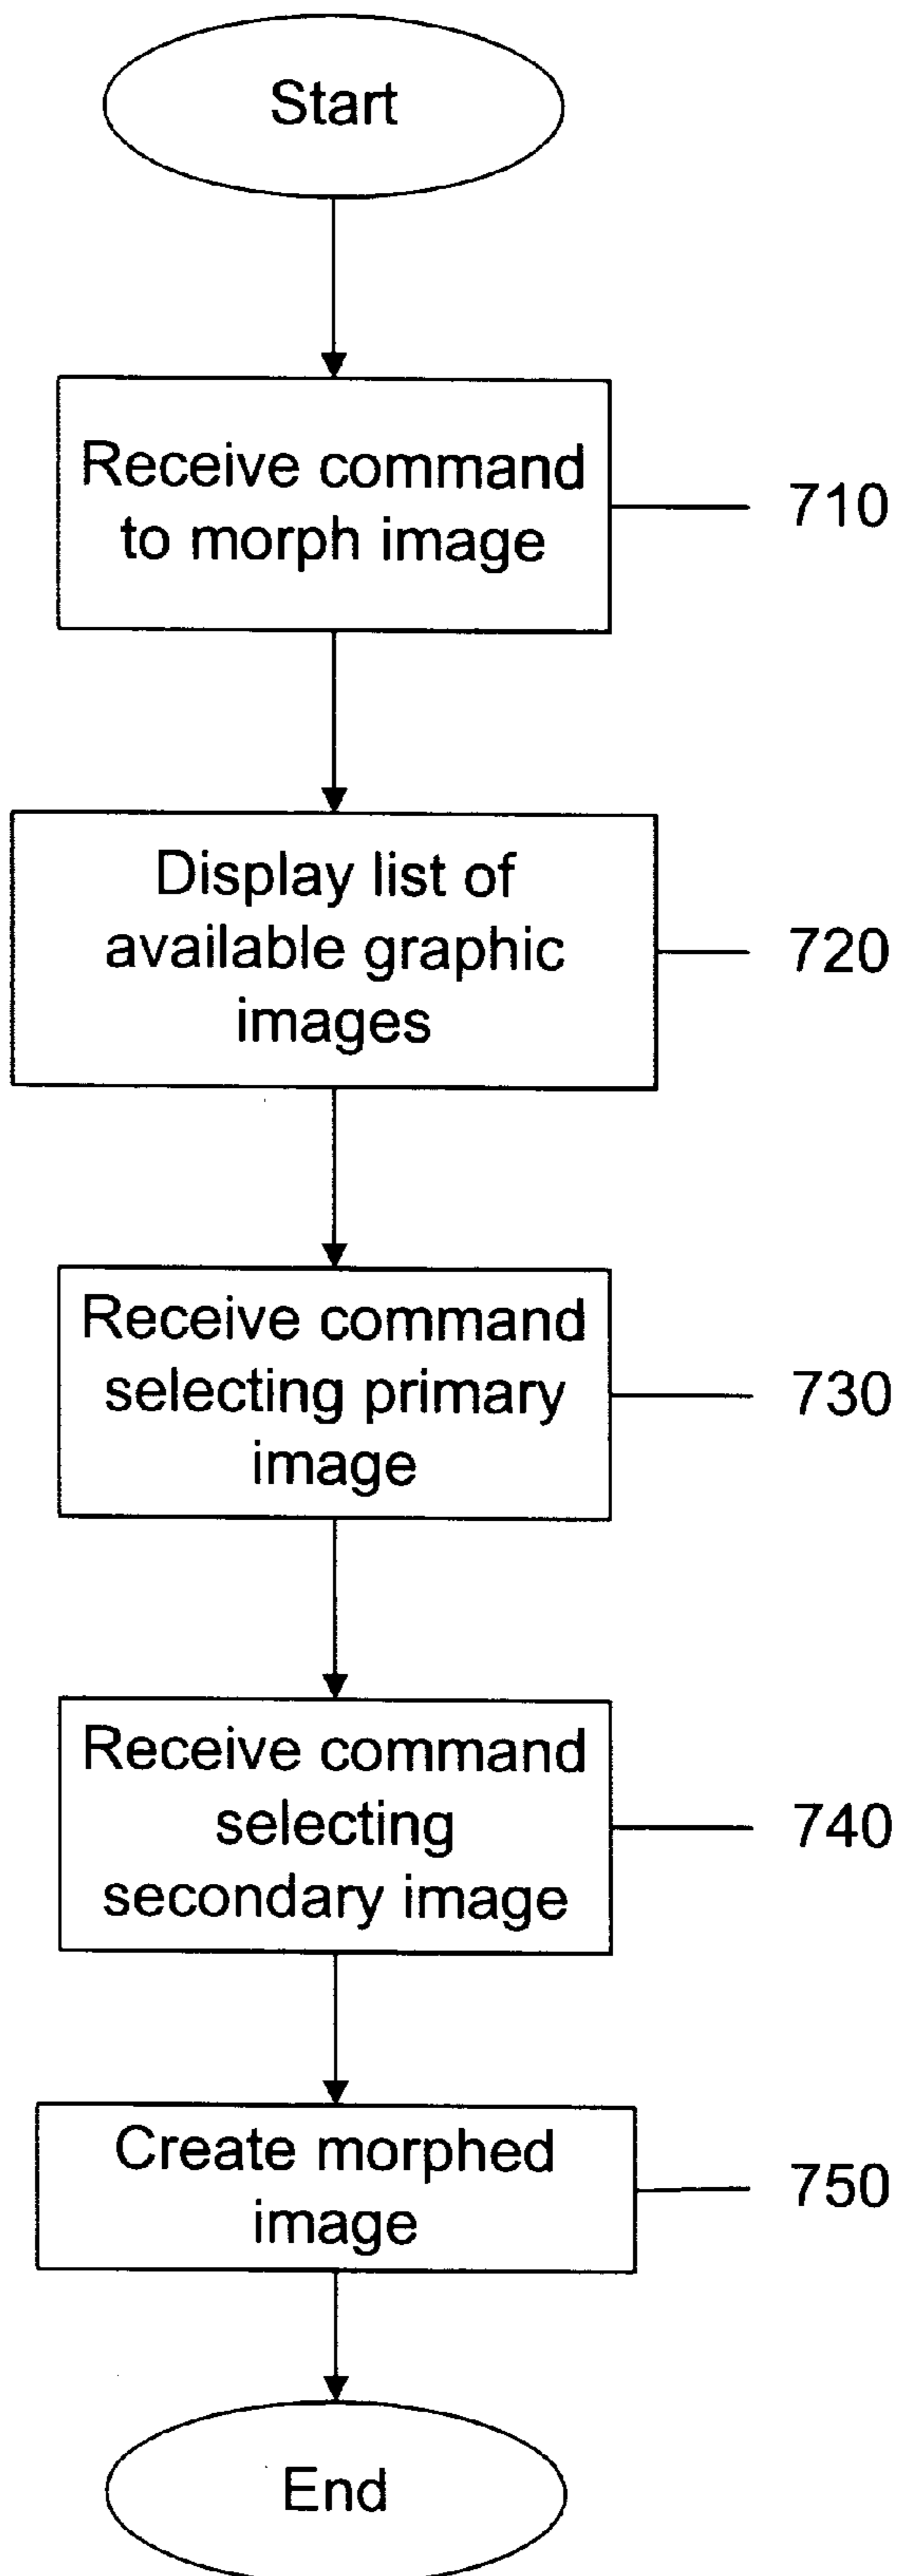 Start
Receive command
to morph image
710
Display list of
available graphic
images
720
Receive command
selecting primary
image
730
Receive command
selecting
secondary image
740
Create morphed
image
750
End